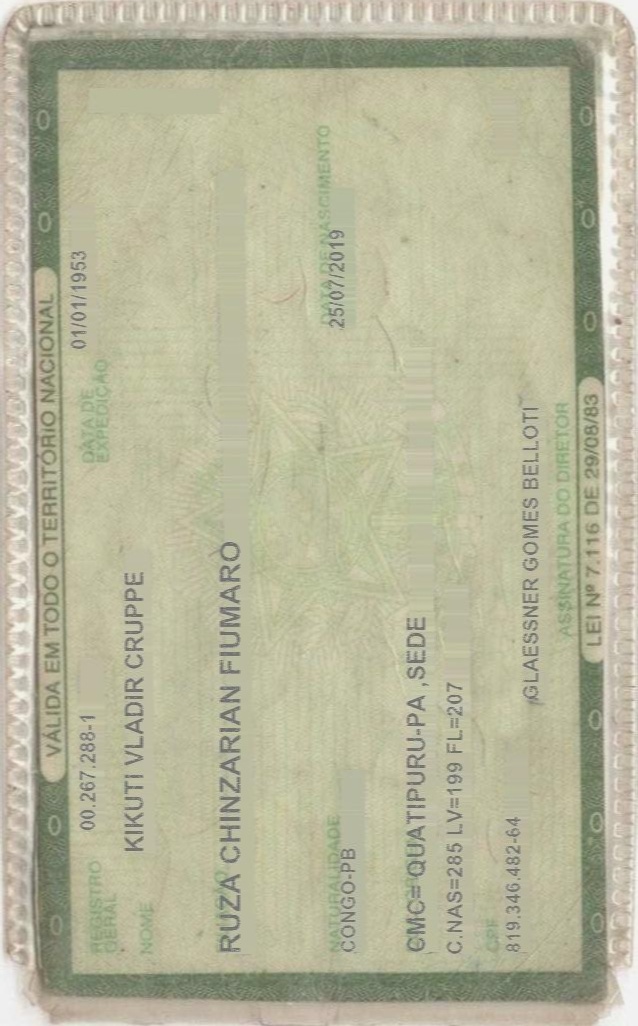 VÁLIDA EM TODO O TERRITÓRIO NACIONAL
REGISTRO GERAL 00.267.288-1 DATA DE EXPEDIÇÃO 01/01/1953
NOME KIKUTI VLADIR CRUPPE
RUZA CHINZARIAN FIUMARO
NATURALIDADE DATA DE NASCIMENTO
CONGO-PB 25/07/2019
CMC=QUATIPURU-PA ,SEDE
C.NAS=285 LV=199 FL=207
CPF
819.346.482-64 GLAESSNER GOMES BELLOTI
ASSINATURA DO DIRETOR
LEI Nº 7.116 DE 29/08/83